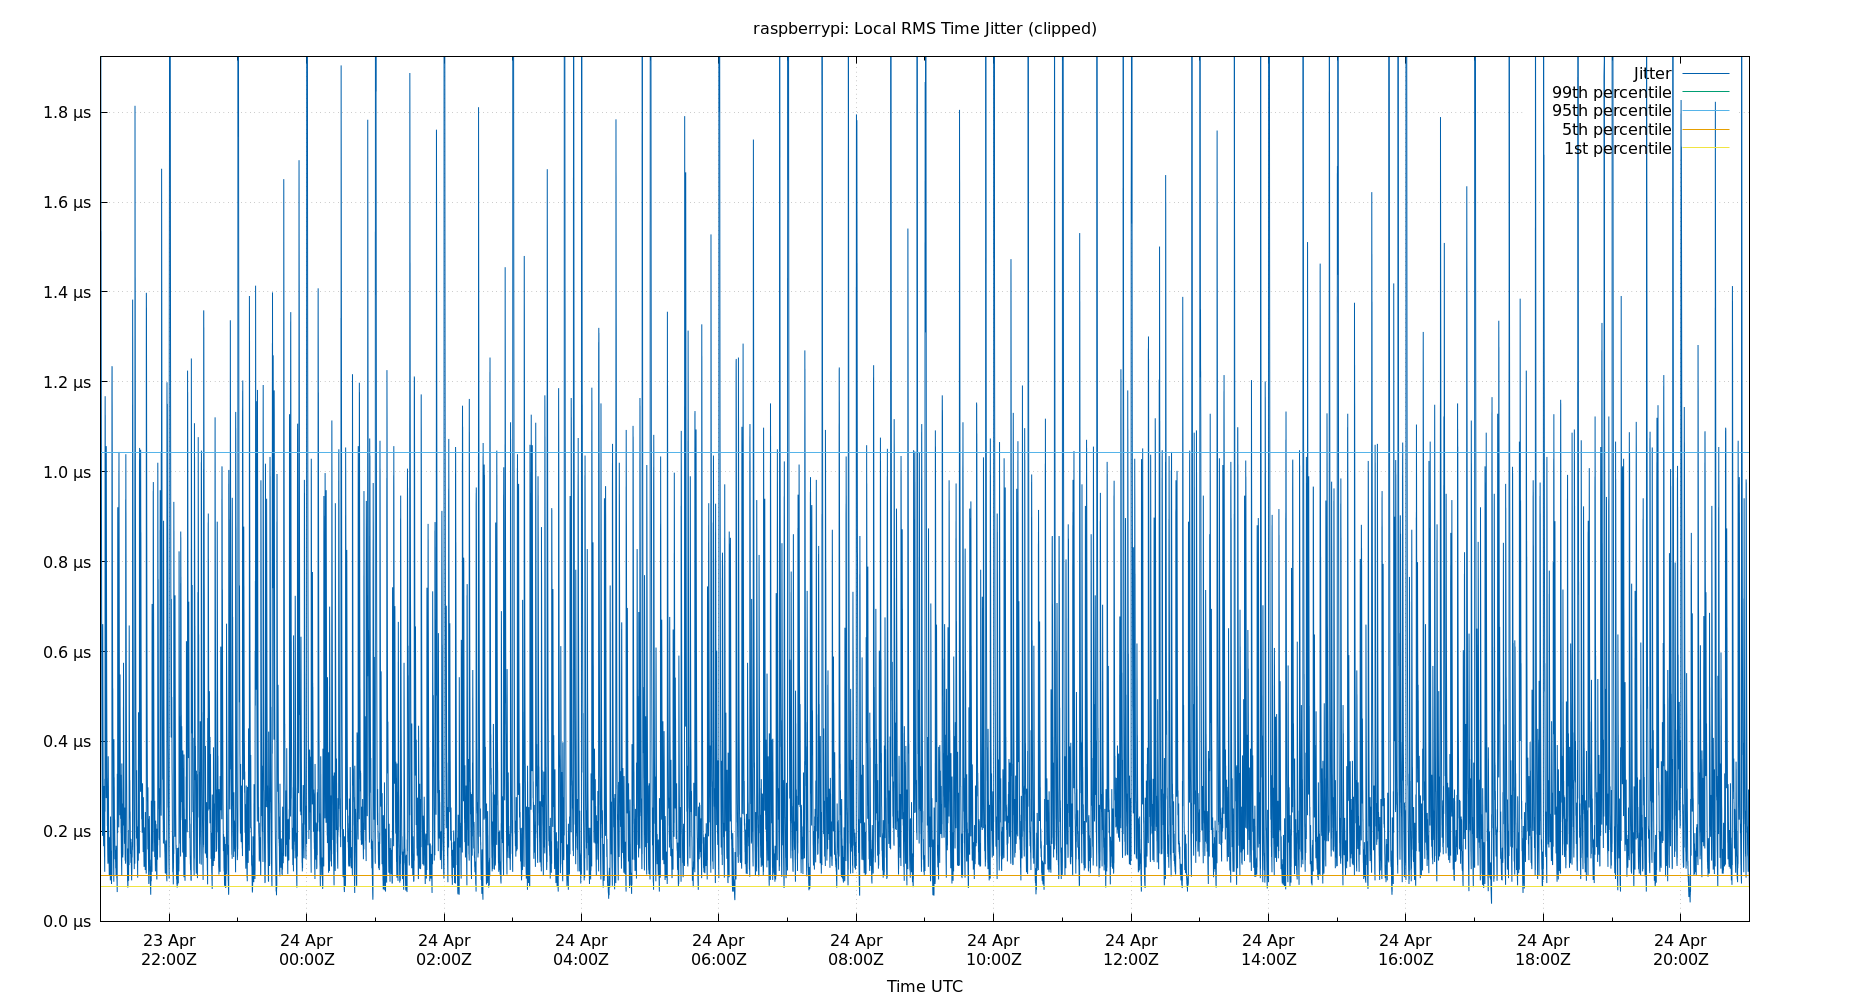 raspberrypi: Local RMS Time Jitter (clipped)
Jitter
99th percentile
95th percentile
5th percentile
1st percentile
1.8 µs
1.6 µs
1.4 µs
1.2 µs
1.0 µs
0.8 µs
0.6 µs
0.4 µs
0.2 µs
0.0 µs
23 Apr 24 Apr 24 Apr 24 Apr 24 Apr 24 Apr 24 Apr 24 Apr 24 Apr 24 Apr 24 Apr 24 Apr
22:00Z 00:00Z 02:00Z 04:00Z 06:00Z 08:00Z 10:00Z 12:00Z 14:00Z 16:00Z 18:00Z 20:00Z
Time UTC